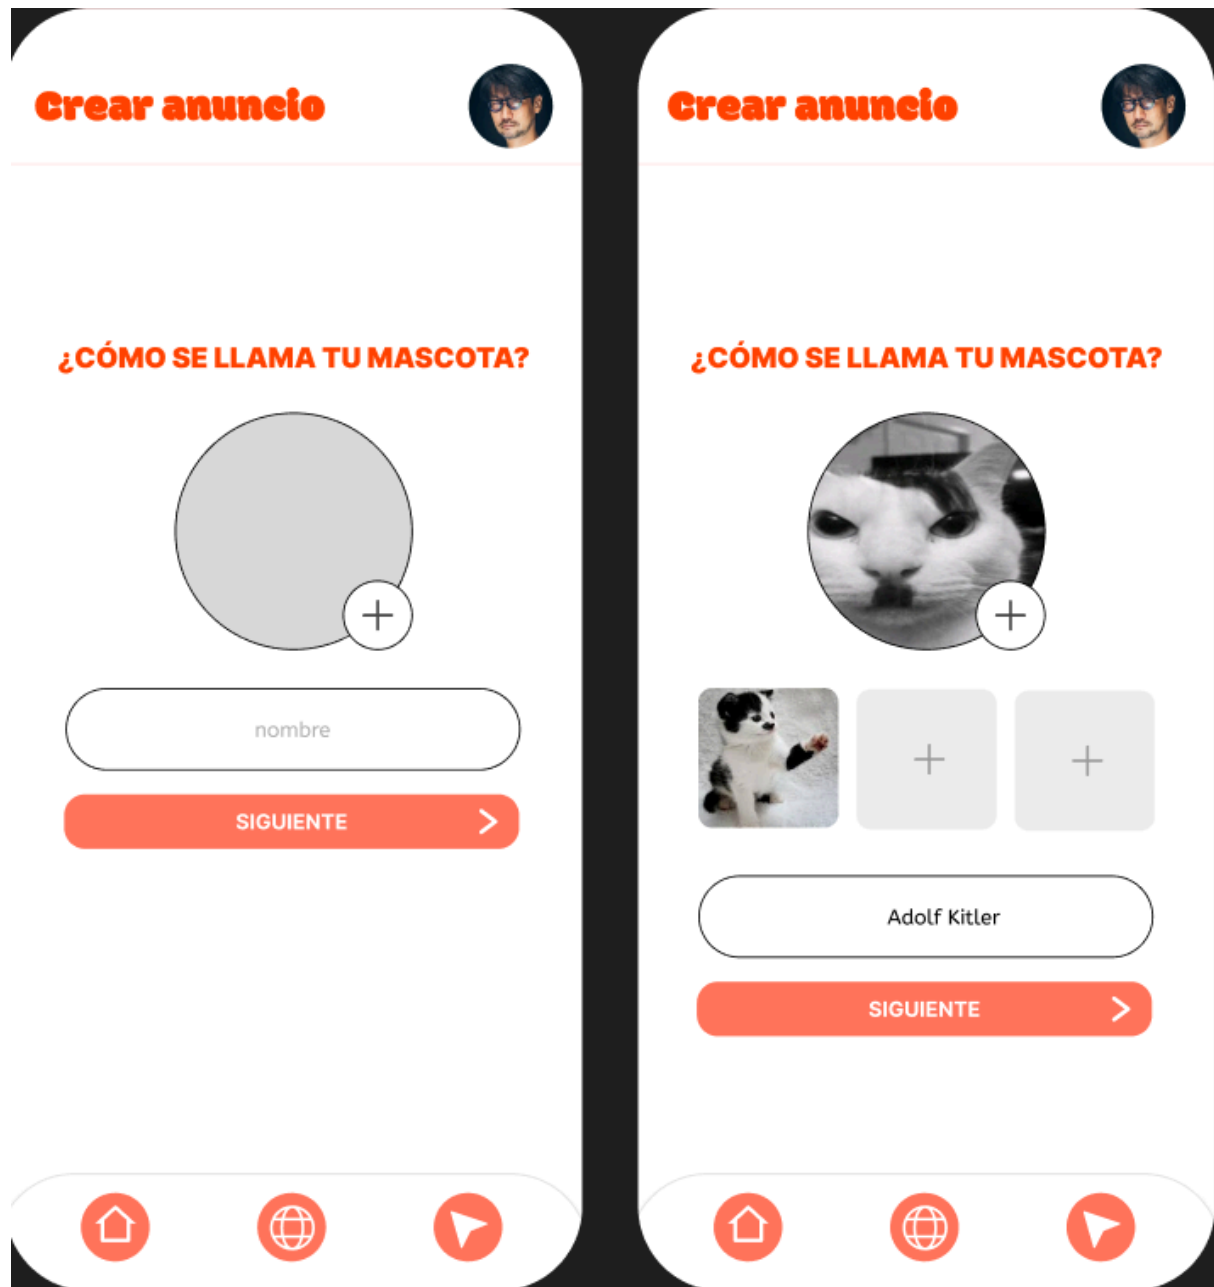 Crear anuncio
¿CÓMO SE LLAMA TU MASCOTA?
nombre
SIGUIENTE
Crear anuncio
¿CÓMO SE LLAMA TU MASCOTA?
Adolf Kitler
SIGUIENTE